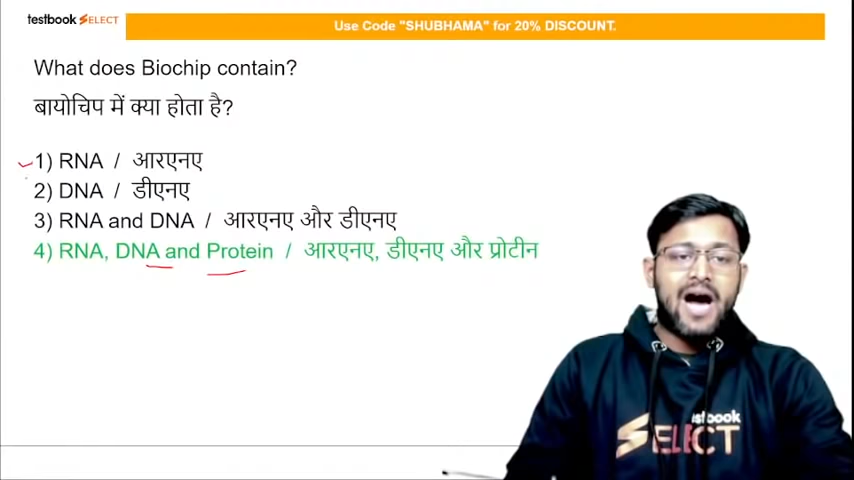 testbook SELECT
Use Code "SHUBHAMA" for 20% DISCOUNT.
What does Biochip contain?
बायोचिप में क्या होता है?
1) RNA / आरएनए
2) DNA / डीएनए
3) RNA and DNA / आरएनए और डीएनए
4) RNA, DNA and Protein / आरएनए, डीएनए और प्रोटीन
testbook
SELECT